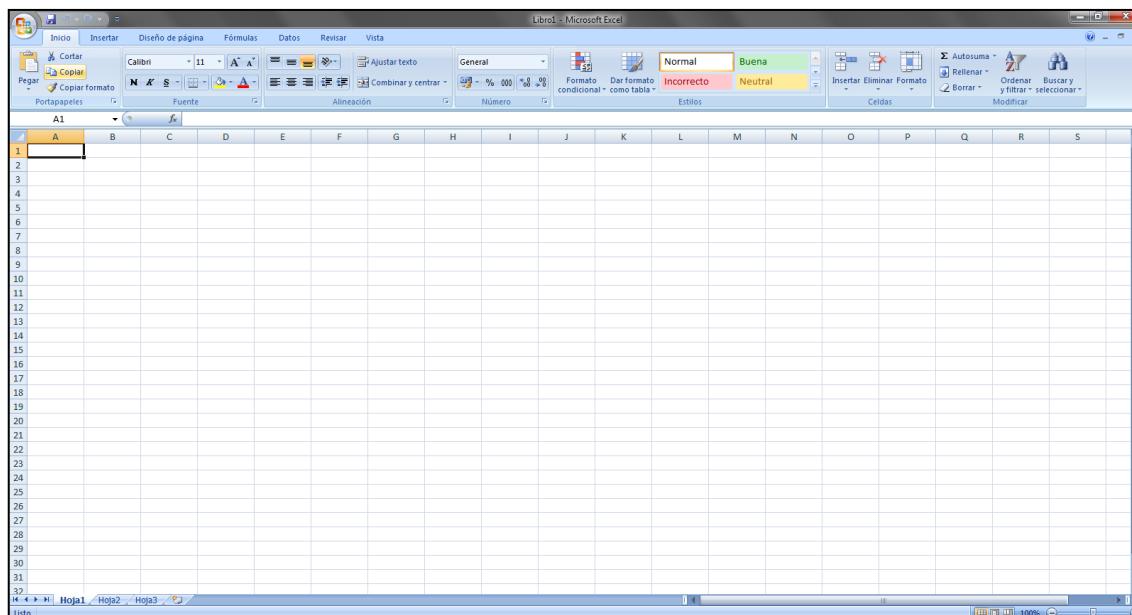 Libro1 - Microsoft Excel
Inicio Insertar Diseño de página Fórmulas Datos Revisar Vista
Pegar
Cortar
Copiar
Copiar formato
Portapapeles
Calibri 11 A A
N K S A
Fuente
Ajustar texto
Combinar y centrar
Alineación
General
% 000
Número
Formato condicional
Dar formato como tabla
Normal Buena
Incorrecto Neutral
Estilos
Insertar Eliminar Formato
Celdas
Σ Autosuma
Rellenar
Borrar
Ordenar y filtrar
Buscar y seleccionar
Modificar
A1 fx
A B C D E F G H I J K L M N O P Q R S
1
2
3
4
5
6
7
8
9
10
11
12
13
14
15
16
17
18
19
20
21
22
23
24
25
26
27
28
29
30
31
32
Hoja1 Hoja2 Hoja3
Listo 100%